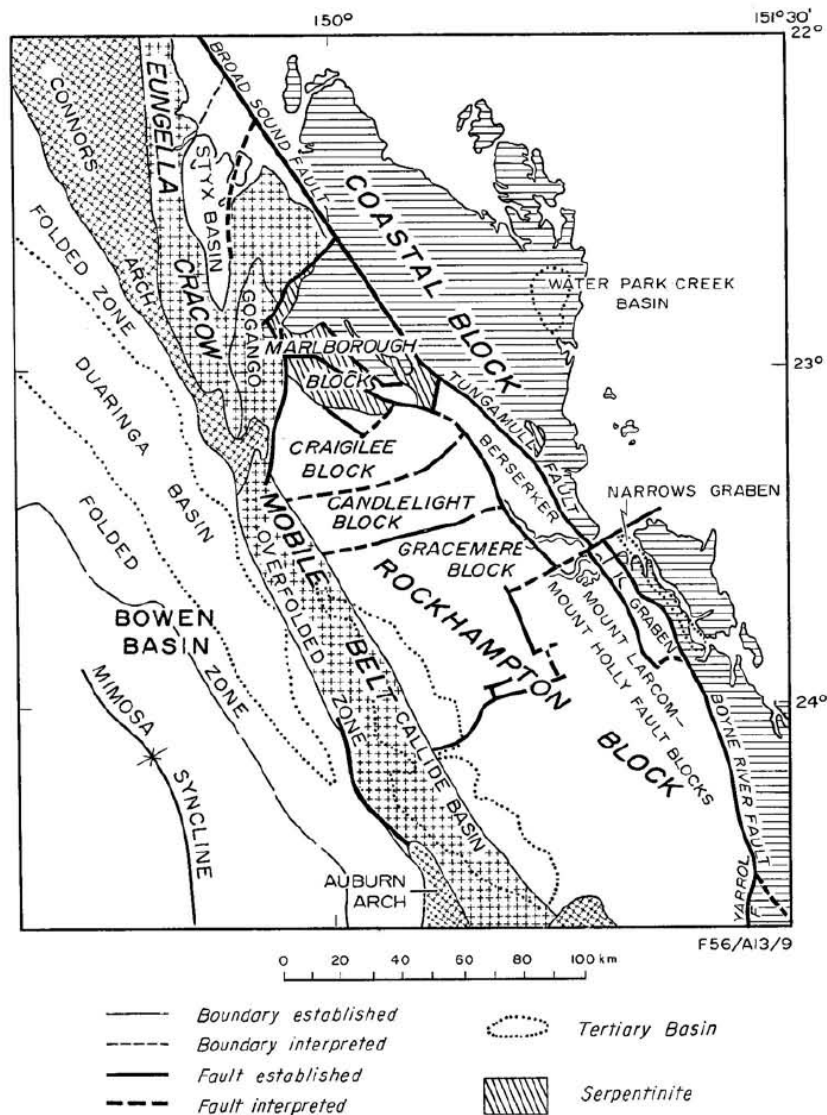 150°
151°30'
22°
CONNORS
ARCH
EUNGELLA
CRACOW
MOBILE
BELT
STYX BASIN
GOGANGO
OVERFOLDED
ZONE
BROAD SOUND FAULT
COASTAL BLOCK
WATER PARK CREEK
BASIN
23°
MARLBOROUGH
BLOCK
FOLDED ZONE
DUARINGA
BASIN
FOLDED
ZONE
TUNGAMULL FAULT
BERSERKER
GRABEN
NARROWS GRABEN
CRAIGILEE
BLOCK
CANDLELIGHT
BLOCK
GRACEMERE
BLOCK
ROCKHAMPTON
BLOCK
MOUNT LARCOM-
MOUNT HOLLY FAULT BLOCKS
BOWEN
BASIN
MIMOSA
SYNCLINE
24°
CALLIDE BASIN
BOYNE RIVER FAULT
YARROL
F.
AUBURN
ARCH
F56/A13/9
0 20 40 60 80 100 km
Boundary established
Boundary interpreted
Fault established
Fault interpreted
Tertiary Basin
Serpentinite